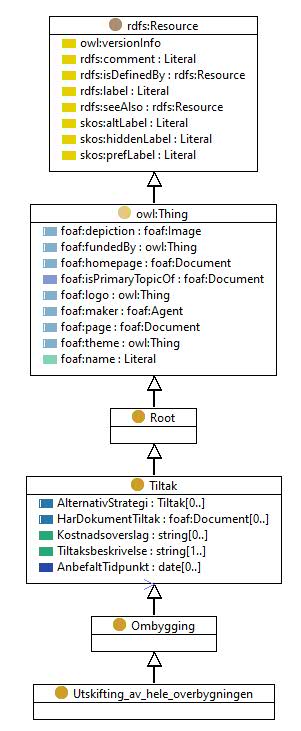 rdfs:Resource
owl:versionInfo
rdfs:comment : Literal
rdfs:isDefinedBy : rdfs:Resource
rdfs:label : Literal
rdfs:seeAlso : rdfs:Resource
skos:altLabel : Literal
skos:hiddenLabel : Literal
skos:prefLabel : Literal
owl:Thing
foaf:depiction : foaf:Image
foaf:fundedBy : owl:Thing
foaf:homepage : foaf:Document
foaf:isPrimaryTopicOf : foaf:Document
foaf:logo : owl:Thing
foaf:maker : foaf:Agent
foaf:page : foaf:Document
foaf:theme : owl:Thing
foaf:name : Literal
Root
Tiltak
AlternativStrategi : Tiltak[0..]
HarDokumentTiltak : foaf:Document[0..]
Kostnadsoverslag : string[0..]
Tiltaksbeskrivelse : string[1..]
AnbefaltTidpunkt : date[0..]
Ombygging
Utskifting_av_hele_overbygningen